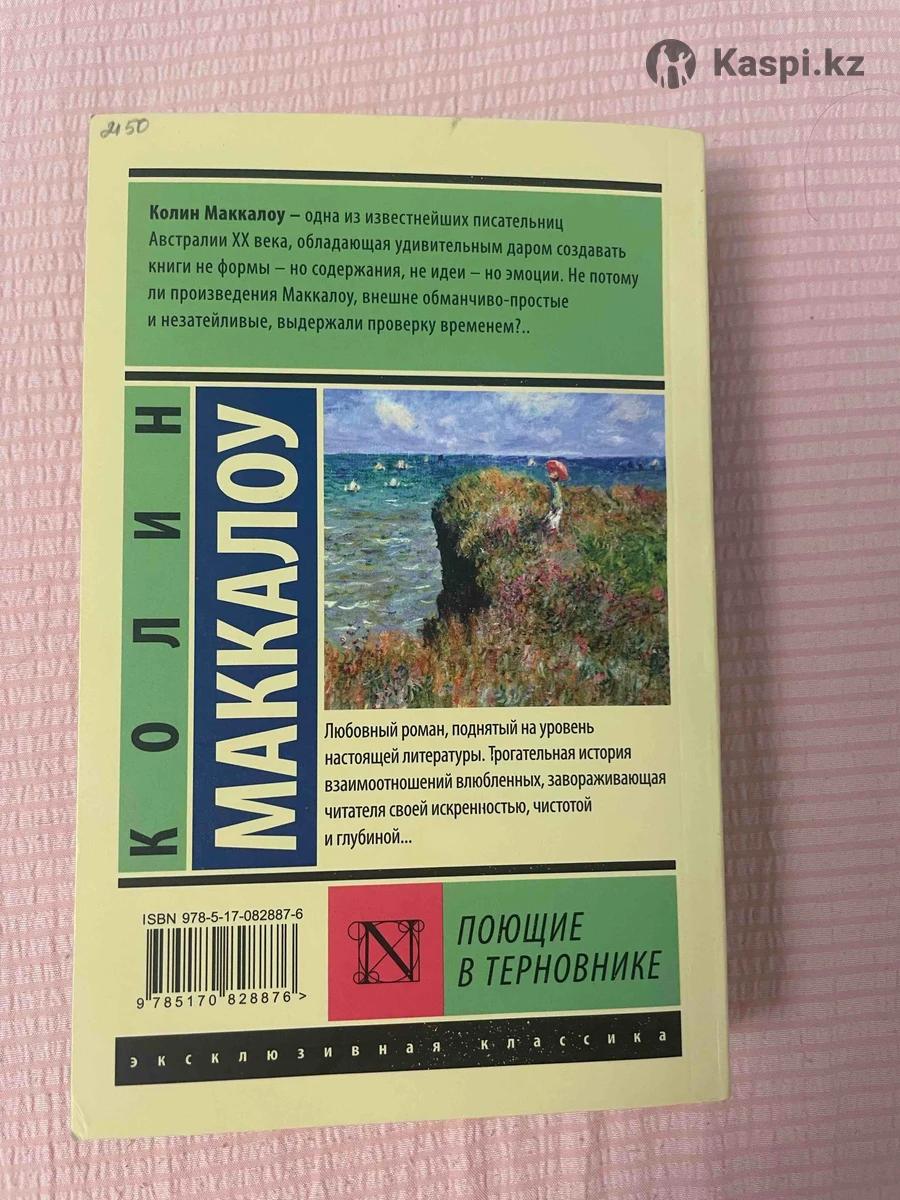 Kaspi.kz
2150
Колин Маккалоу – одна из известнейших писательниц
Австралии XX века, обладающая удивительным даром создавать
книги не формы – но содержания, не идеи – но эмоции. Не потому
ли произведения Маккалоу, внешне обманчиво-простые
и незатейливые, выдержали проверку временем?..
КОЛИН
МАККАЛОУ
Любовный роман, поднятый на уровень
настоящей литературы. Трогательная история
взаимоотношений влюбленных, завораживающая
читателя своей искренностью, чистотой
и глубиной...
ISBN 978-5-17-082887-6
9 785170 828876 >
N
ПОЮЩИЕ
В ТЕРНОВНИКЕ
эксклюзивная классика